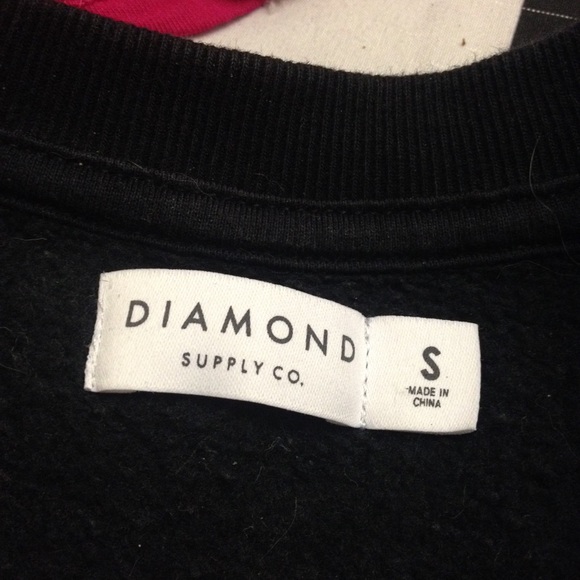 DIAMOND
SUPPLY CO.
S
MADE IN
CHINA